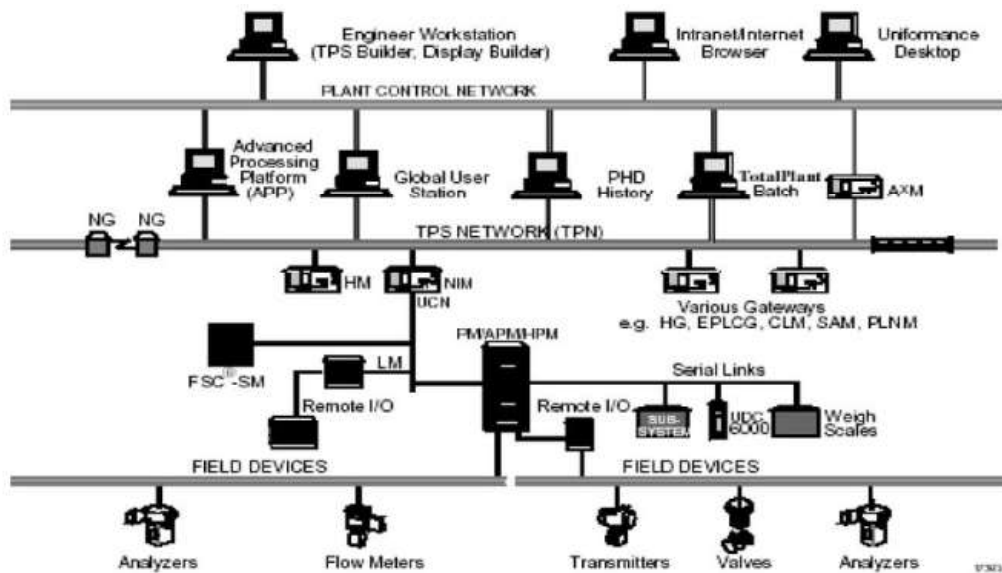 Engineer Workstation
(TPS Builder, Display Builder)
Intranet/Internet
Browser
Uniformance
Desktop
PLANT CONTROL NETWORK
Advanced
Processing
Platform
(APP)
Global User
Station
PHD
History
TotalPlant
Batch
AXM
NG NG
TPS NETWORK (TPN)
HM
NIM
UCN
Various Gateways
e.g. HG, EPLCG, CLM, SAM, PLNM
PM/APM/HPM
FSC®-SM
LM
Remote I/O
Remote I/O
Serial Links
SUB-
SYSTEM
UDC
6000
Weigh
Scales
FIELD DEVICES
FIELD DEVICES
Analyzers
Flow Meters
Transmitters
Valves
Analyzers